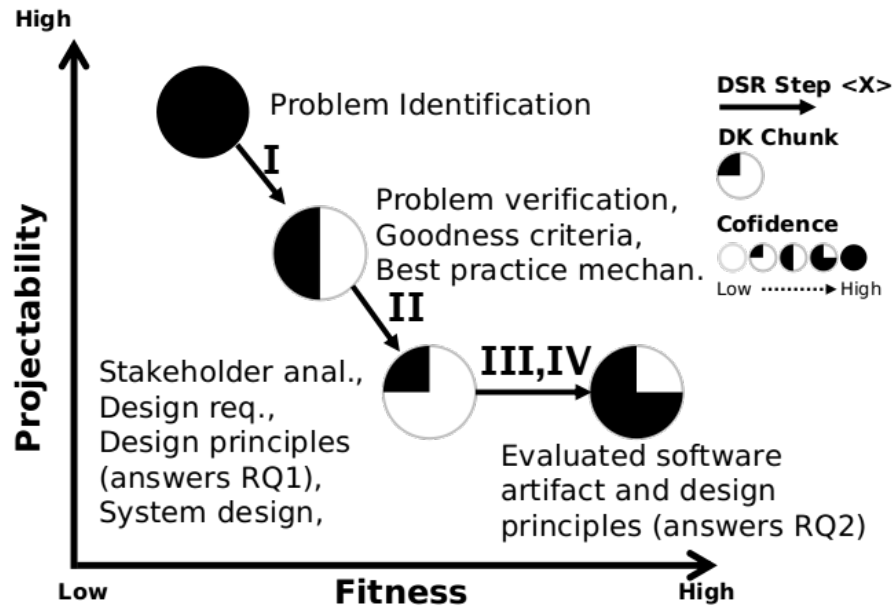 High
Projectability
Problem Identification
I
Problem verification,
Goodness criteria,
Best practice mechan.
II
Stakeholder anal.,
Design req.,
Design principles
(answers RQ1),
System design,
III,IV
Evaluated software
artifact and design
principles (answers RQ2)
DSR Step <X>
DK Chunk
Cofidence
Low High
Low
Fitness
High